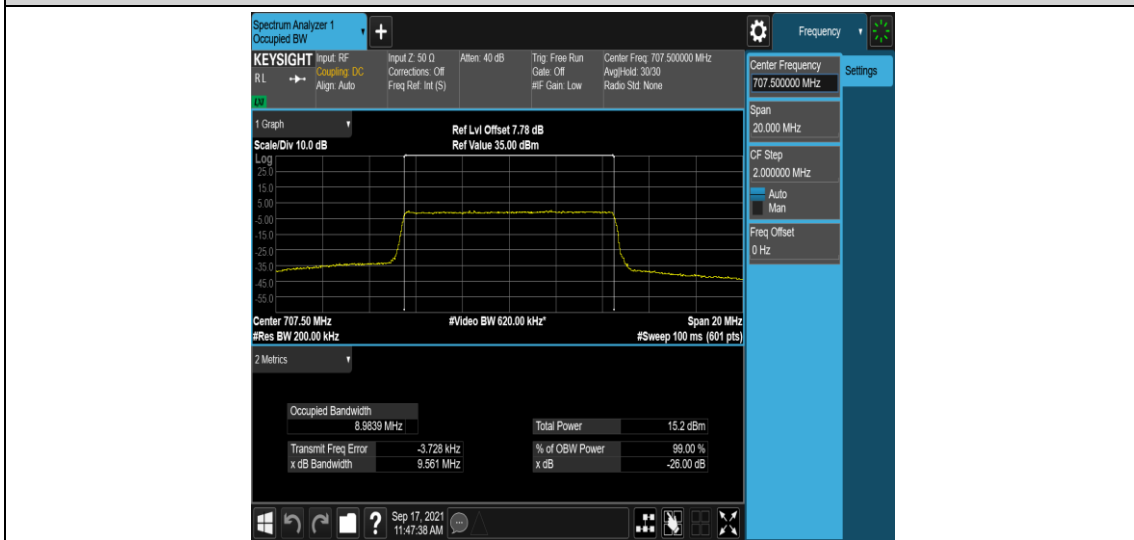 Spectrum Analyzer 1
Occupied BW
+
Frequency
KEYSIGHT
RL
LXI
Input: RF
Coupling: DC
Align: Auto
Input Z: 50 Ω
Corrections: Off
Freq Ref: Int (S)
Atten: 40 dB
Trig: Free Run
Gate: Off
#IF Gain: Low
Center Freq: 707.500000 MHz
Avg|Hold: 30/30
Radio Std: None
Center Frequency
707.500000 MHz
Settings
Span
20.000 MHz
CF Step
2.000000 MHz
Auto
Man
Freq Offset
0 Hz
1 Graph
Scale/Div 10.0 dB
Ref Lvl Offset 7.78 dB
Ref Value 35.00 dBm
Log
25.0
15.0
5.00
-5.00
-15.0
-25.0
-35.0
-45.0
-55.0
Center 707.50 MHz
#Res BW 200.00 kHz
#Video BW 620.00 kHz*
Span 20 MHz
#Sweep 100 ms (601 pts)
2 Metrics
Occupied Bandwidth
8.9839 MHz
Transmit Freq Error -3.728 kHz
x dB Bandwidth 9.561 MHz
Total Power 15.2 dBm
% of OBW Power 99.00 %
x dB -26.00 dB
?
Sep 17, 2021
11:47:38 AM